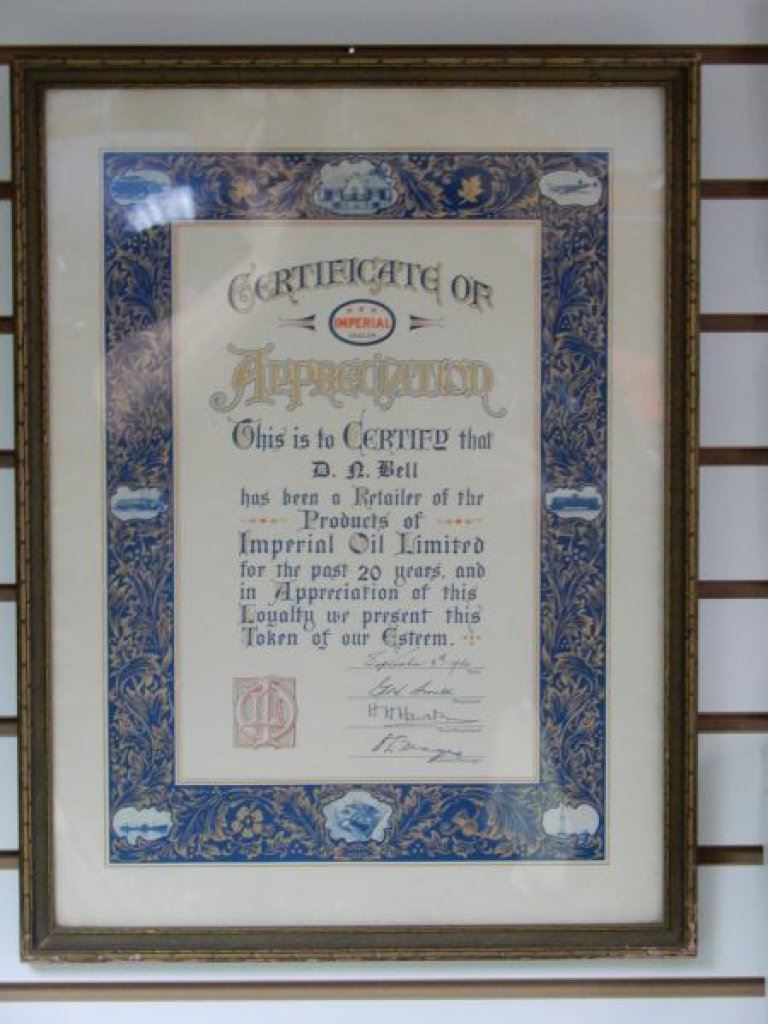 CERTIFICATE OF
IMPERIAL
APPRECIATION
This is to CERTIFY that
D. N. Bell
has been a Retailer of the
Products of
Imperial Oil Limited
for the past 20 years, and
in Appreciation of this
Loyalty we present this
Token of our Esteem.
September